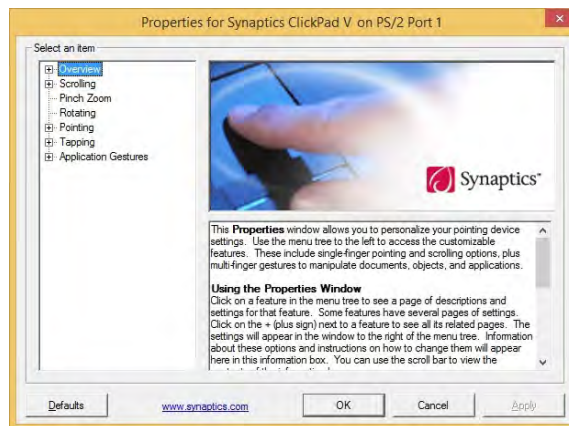 Properties for Synaptics ClickPad V on PS/2 Port 1
Select an item
Overview
Scrolling
Pinch Zoom
Rotating
Pointing
Tapping
Application Gestures
Synaptics
This Properties window allows you to personalize your pointing device
settings. Use the menu tree to the left to access the customizable
features. These include single-finger pointing and scrolling options, plus
multi-finger gestures to manipulate documents, objects, and applications.
Using the Properties Window
Click on a feature in the menu tree to see a page of descriptions and
settings for that feature. Some features have several pages of settings.
Click on the + (plus sign) next to a feature to see all its related pages. The
settings will appear in the window to the right of the menu tree. Information
about these options and instructions on how to change them will appear
here in this information box. You can use the scroll bar to view the
Defaults
www.synaptics.com
OK
Cancel
Apply